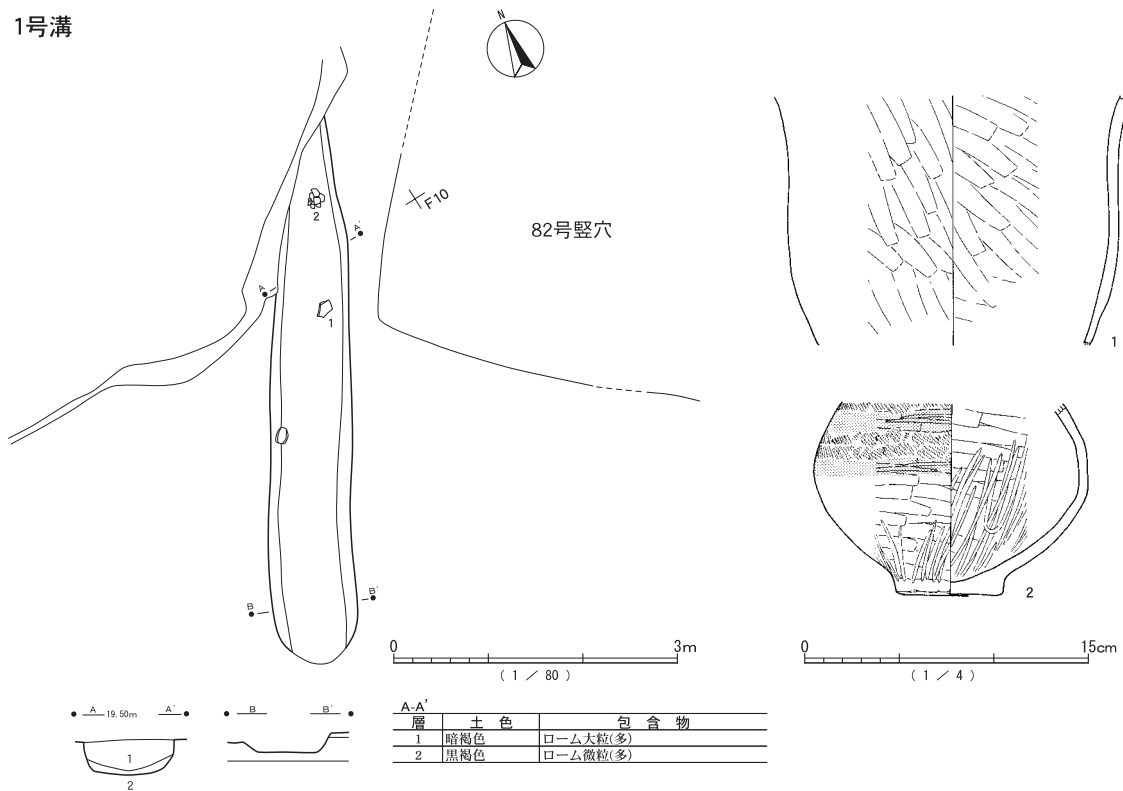 1号溝
N
F10
82号竪穴
2
A'
A
1
B
B'
1
2
0 3m
( 1 / 80 )
0 15cm
( 1 / 4 )
A 19.50m A'
B B'
1
2
A-A'
層 土 色 包 含 物
1 暗褐色 ローム大粒(多)
2 黒褐色 ローム微粒(多)